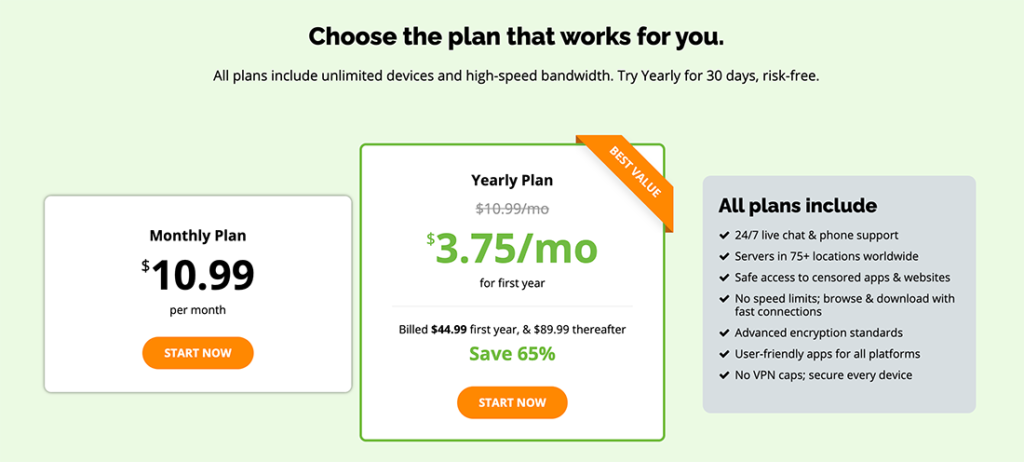 Choose the plan that works for you.
All plans include unlimited devices and high-speed bandwidth. Try Yearly for 30 days, risk-free.
Monthly Plan
$10.99
per month
START NOW
BEST VALUE
Yearly Plan
$10.99/mo
$3.75/mo
for first year
Billed $44.99 first year, & $89.99 thereafter
Save 65%
START NOW
All plans include
24/7 live chat & phone support
Servers in 75+ locations worldwide
Safe access to censored apps & websites
No speed limits; browse & download with
fast connections
Advanced encryption standards
User-friendly apps for all platforms
No VPN caps; secure every device